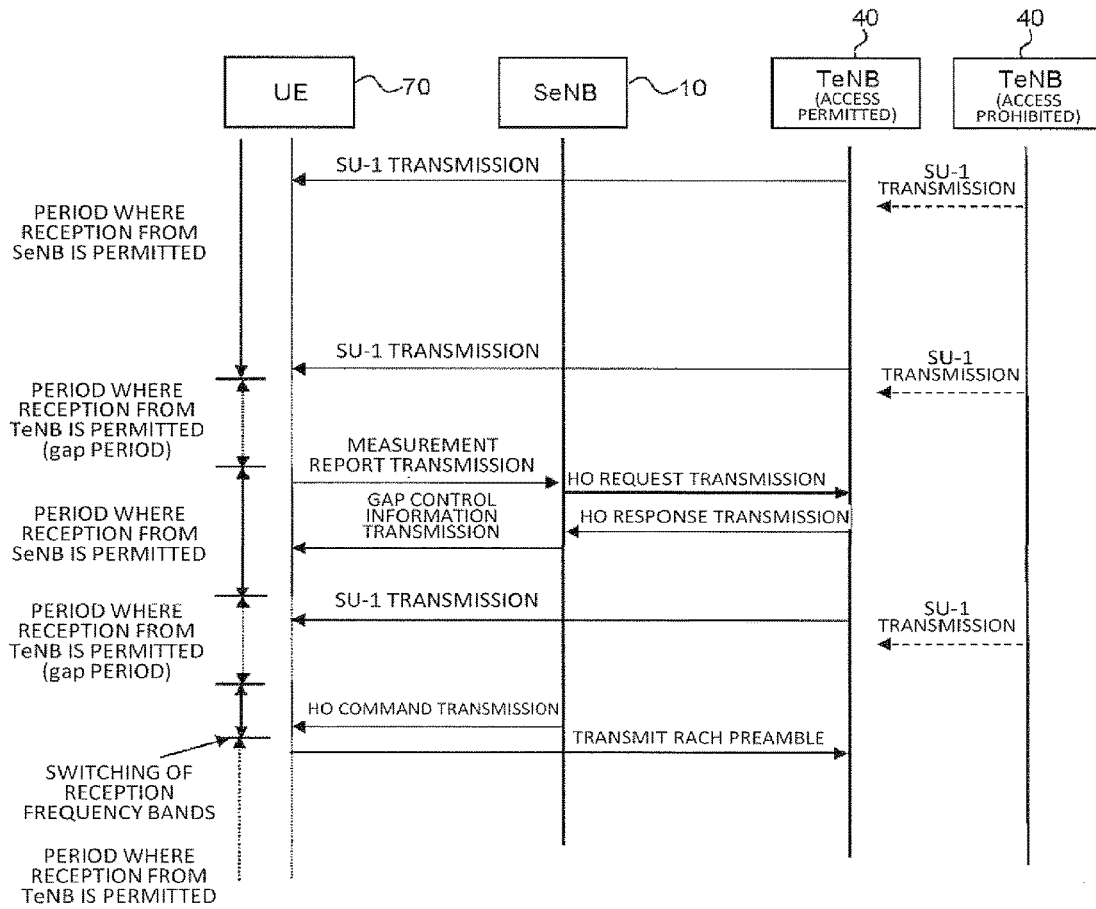 40
40
UE
70
SeNB
10
TeNB
(ACCESS
PERMITTED)
TeNB
(ACCESS
PROHIBITED)
SU-1 TRANSMISSION
SU-1
TRANSMISSION
PERIOD WHERE
RECEPTION FROM
SeNB IS PERMITTED
SU-1 TRANSMISSION
SU-1
TRANSMISSION
PERIOD WHERE
RECEPTION FROM
TeNB IS PERMITTED
(gap PERIOD)
MEASUREMENT
REPORT TRANSMISSION
HO REQUEST TRANSMISSION
GAP CONTROL
INFORMATION
TRANSMISSION
HO RESPONSE TRANSMISSION
PERIOD WHERE
RECEPTION FROM
SeNB IS PERMITTED
SU-1 TRANSMISSION
SU-1
TRANSMISSION
PERIOD WHERE
RECEPTION FROM
TeNB IS PERMITTED
(gap PERIOD)
HO COMMAND TRANSMISSION
TRANSMIT RACH PREAMBLE
SWITCHING OF
RECEPTION
FREQUENCY BANDS
PERIOD WHERE
RECEPTION FROM
TeNB IS PERMITTED